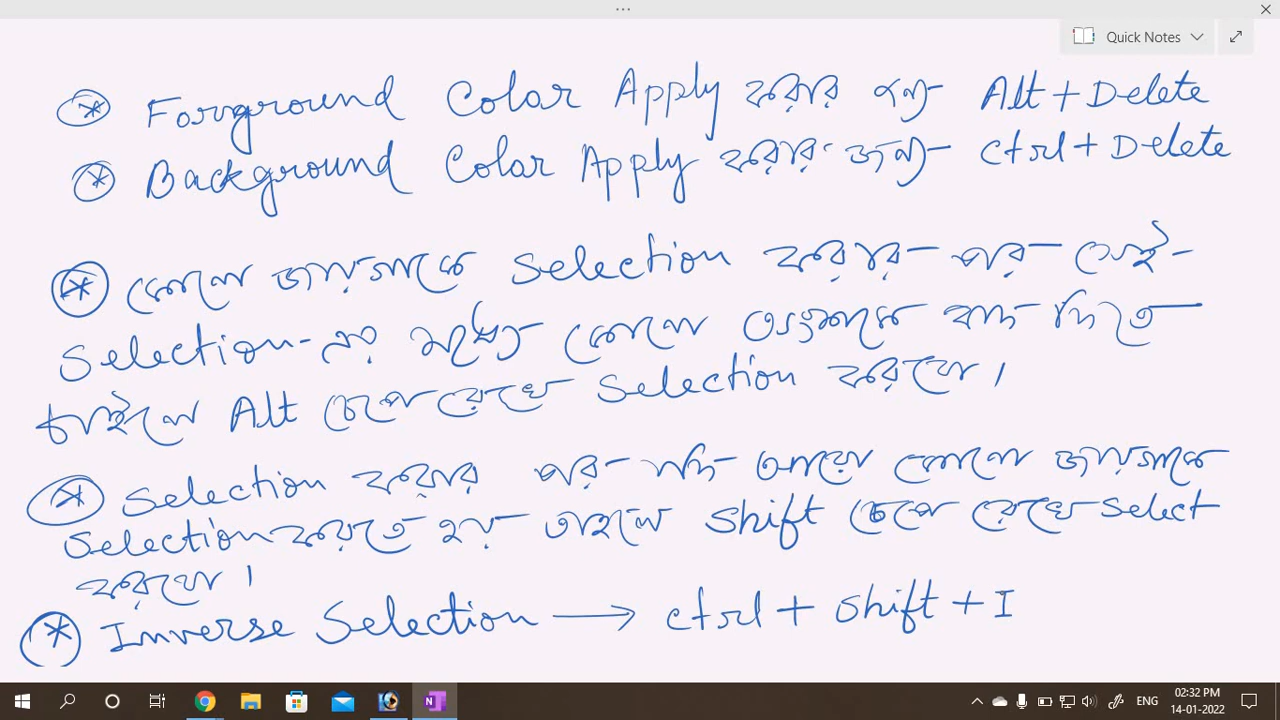 Quick Notes
Forground Color Apply করার জন্য Alt + Delete
Background Color Apply করার জন্য Ctrl + Delete
কোনো জায়গাকে Selection করার পর সেই
Selection-এর মধ্যে কোনো অংশকে বাদ দিতে
চাইলে Alt চেপে রেখে Selection করবো।
Selection করার পর যদি আরো কোনো জায়গাকে
Selection করতে হয় তাহলে Shift চেপে রেখে Select
করবো।
Inverse Selection → Ctrl + Shift + I
ENG
02:32 PM
14-01-2022